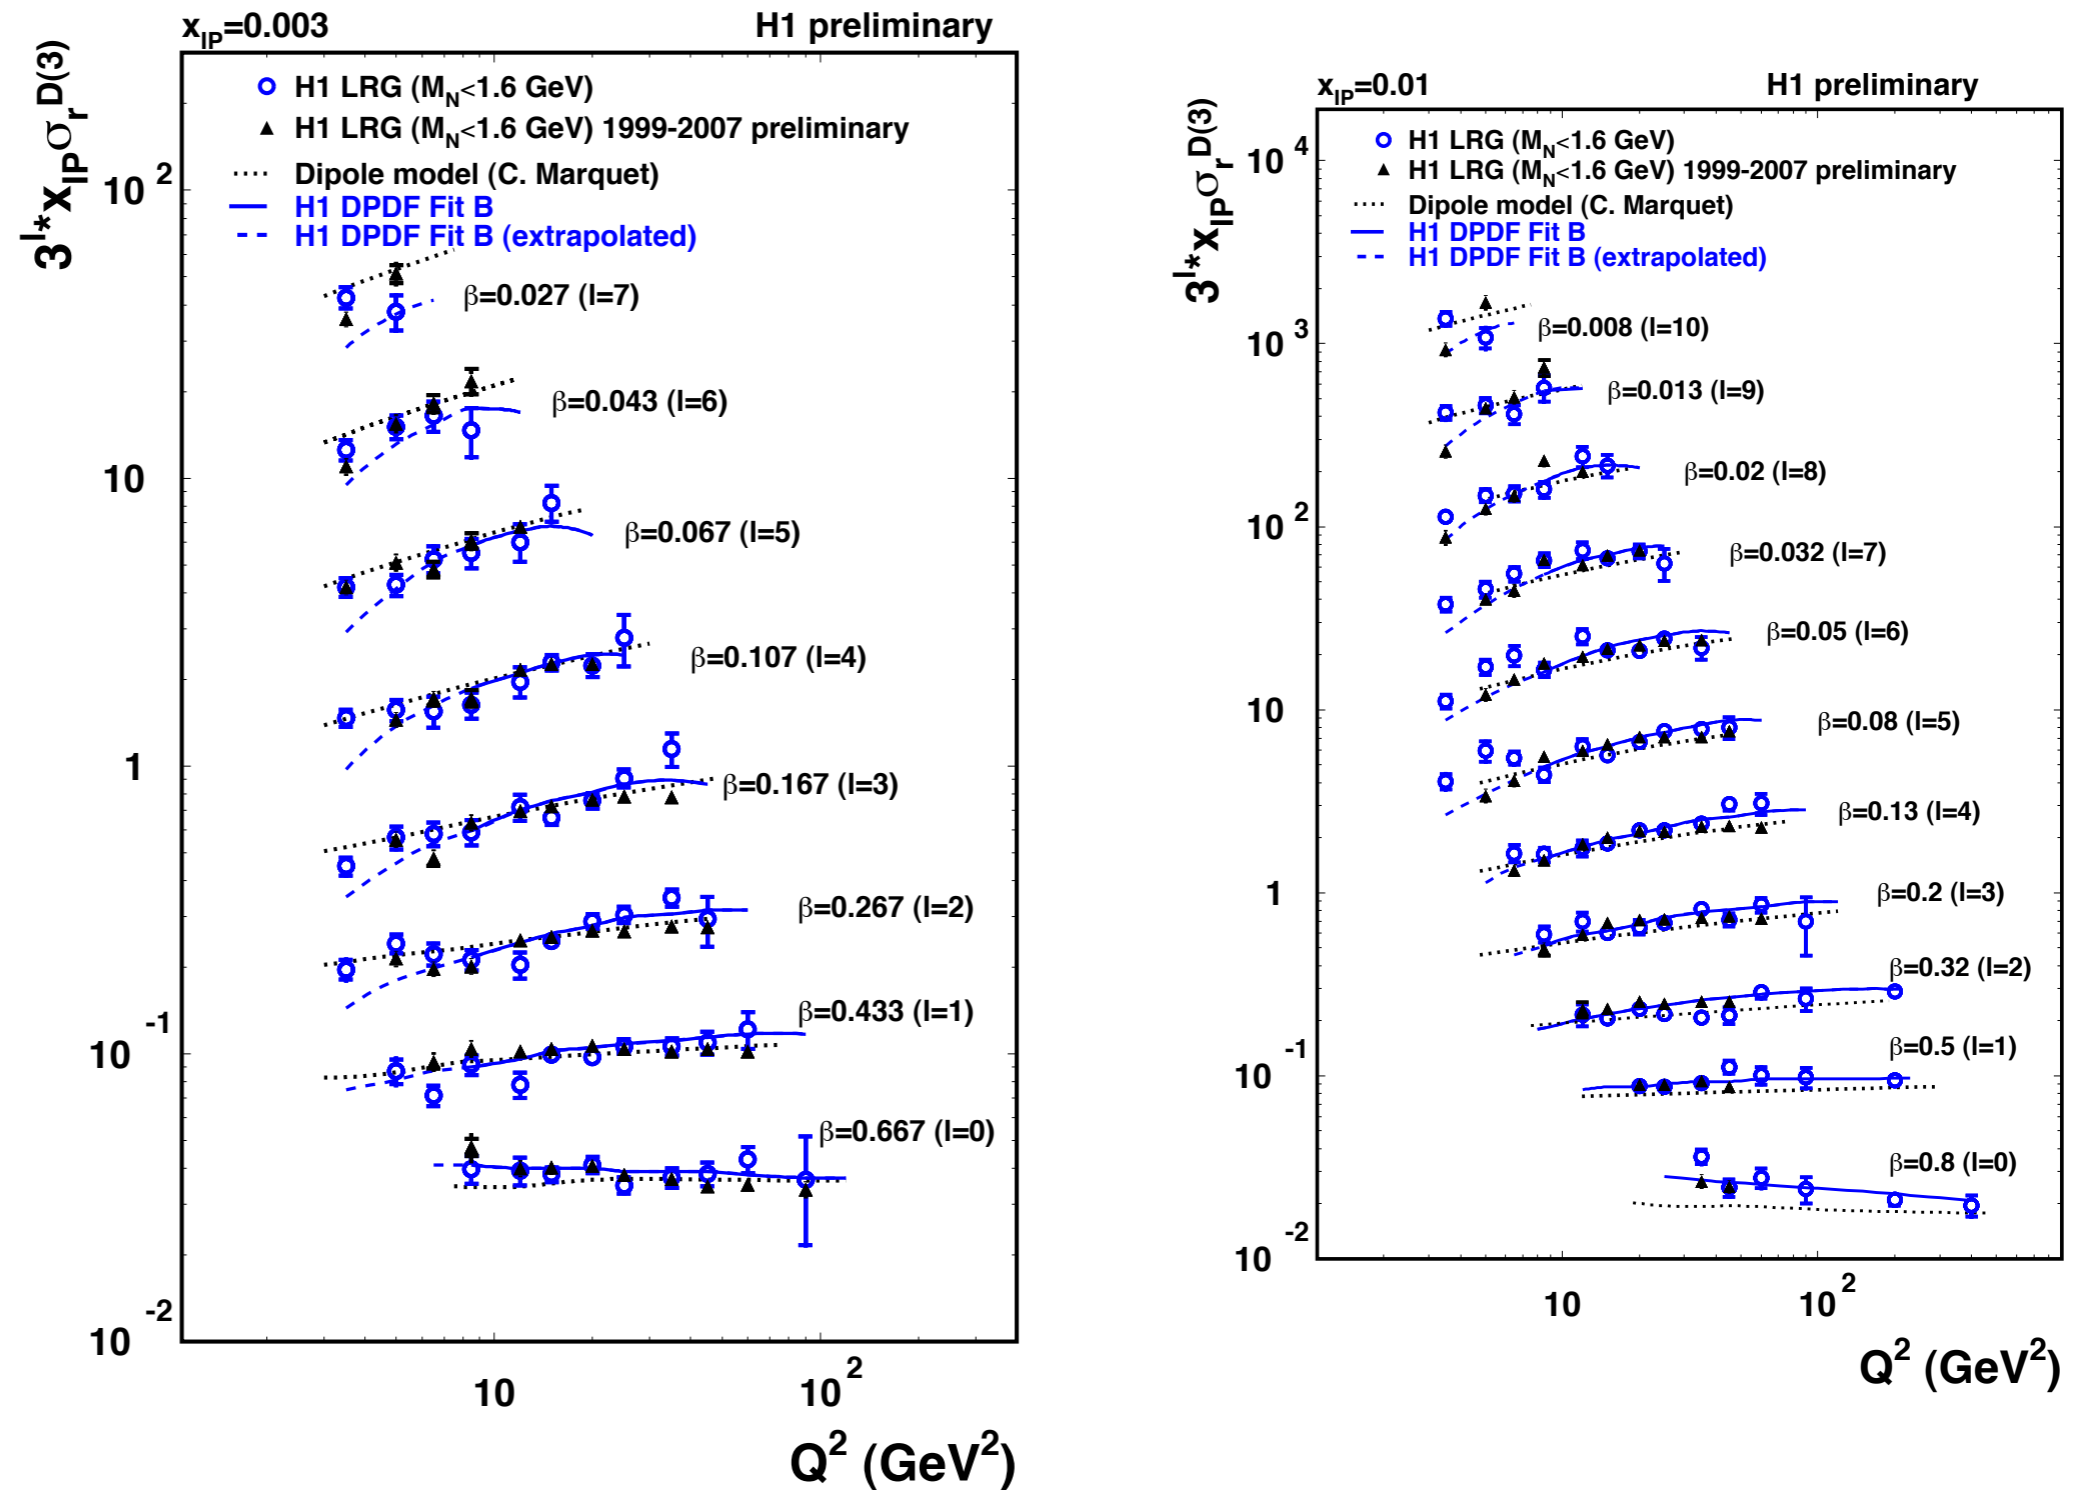 x_IP=0.003 H1 preliminary
3^l*x_IP σ_r^D(3)
H1 LRG (M_N<1.6 GeV)
H1 LRG (M_N<1.6 GeV) 1999-2007 preliminary
Dipole model (C. Marquet)
H1 DPDF Fit B
H1 DPDF Fit B (extrapolated)
10^2
10
1
10^-1
10^-2
β=0.027 (l=7)
β=0.043 (l=6)
β=0.067 (l=5)
β=0.107 (l=4)
β=0.167 (l=3)
β=0.267 (l=2)
β=0.433 (l=1)
β=0.667 (l=0)
10 10^2
Q^2 (GeV^2)
x_IP=0.01 H1 preliminary
3^l*x_IP σ_r^D(3)
H1 LRG (M_N<1.6 GeV)
H1 LRG (M_N<1.6 GeV) 1999-2007 preliminary
Dipole model (C. Marquet)
H1 DPDF Fit B
H1 DPDF Fit B (extrapolated)
10^4
10^3
10^2
10
1
10^-1
10^-2
β=0.008 (l=10)
β=0.013 (l=9)
β=0.02 (l=8)
β=0.032 (l=7)
β=0.05 (l=6)
β=0.08 (l=5)
β=0.13 (l=4)
β=0.2 (l=3)
β=0.32 (l=2)
β=0.5 (l=1)
β=0.8 (l=0)
10 10^2
Q^2 (GeV^2)